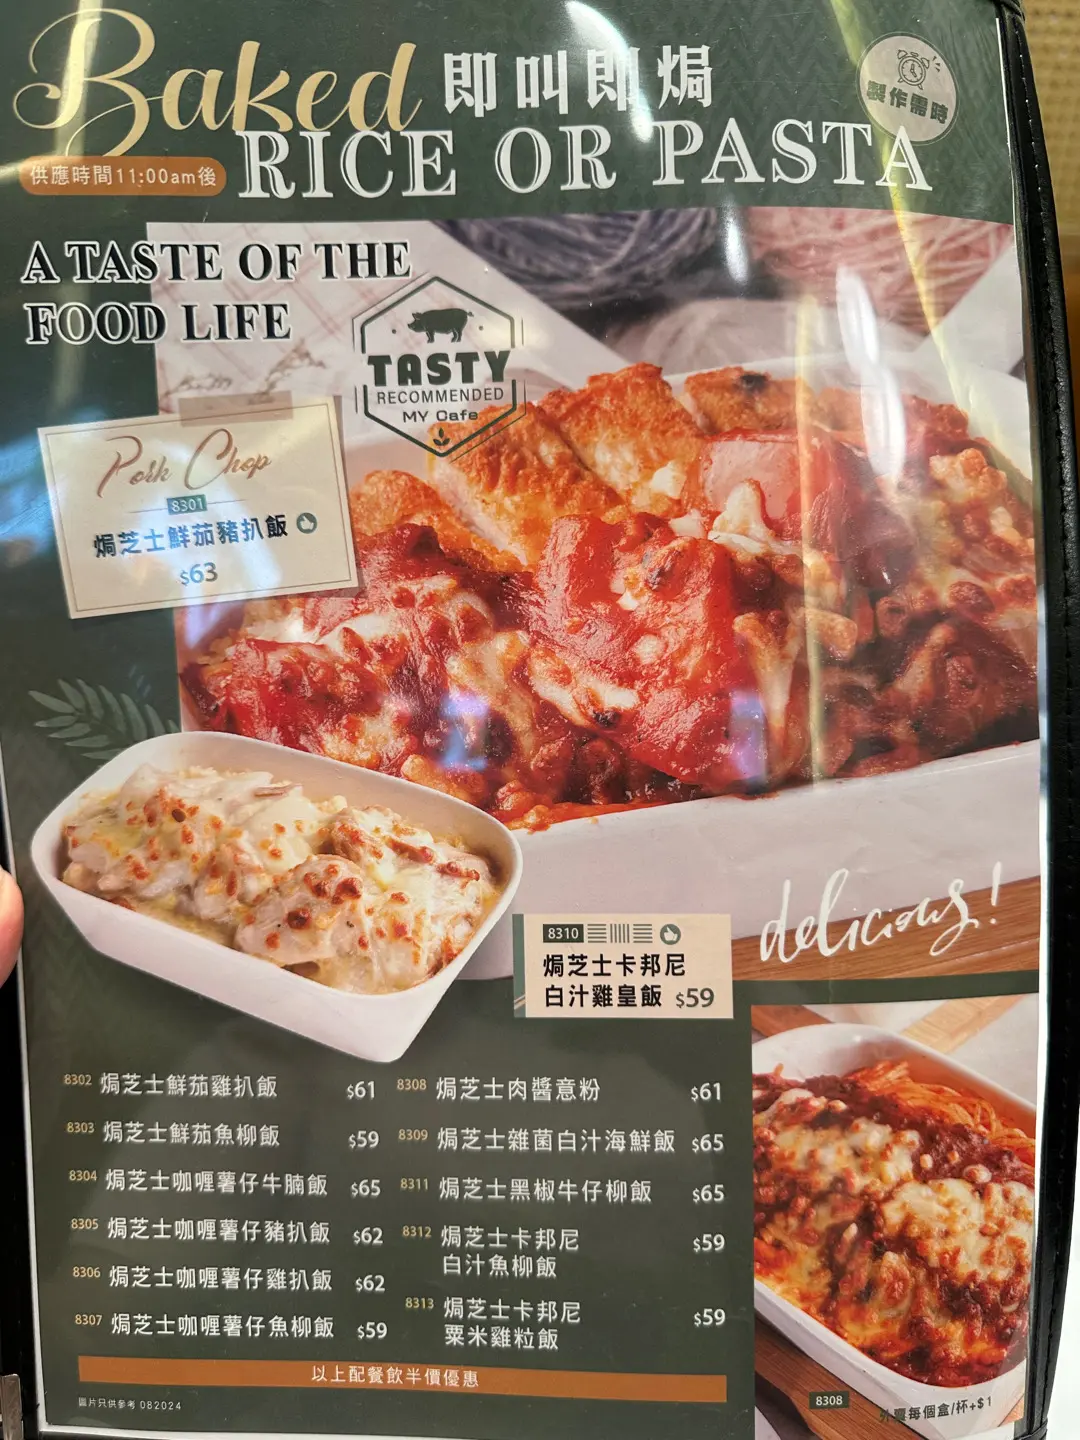 Baked 即叫即焗
製作需時
RICE OR PASTA
供應時間11:00am後
A TASTE OF THE
FOOD LIFE
TASTY
RECOMMENDED
MY Cafe
Pork Chop
8301
焗芝士鮮茄豬扒飯
$63
delicious!
8310
焗芝士卡邦尼
白汁雞皇飯 $59
8302 焗芝士鮮茄雞扒飯 $61
8303 焗芝士鮮茄魚柳飯 $59
8304 焗芝士咖喱薯仔牛腩飯 $65
8305 焗芝士咖喱薯仔豬扒飯 $62
8306 焗芝士咖喱薯仔雞扒飯 $62
8307 焗芝士咖喱薯仔魚柳飯 $59
8308 焗芝士肉醬意粉 $61
8309 焗芝士雜菌白汁海鮮飯 $65
8311 焗芝士黑椒牛仔柳飯 $65
8312 焗芝士卡邦尼 $59
白汁魚柳飯
8313 焗芝士卡邦尼 $59
粟米雞粒飯
以上配餐飲半價優惠
圖片只供參考 082024
8308
外賣每個盒/杯+$1